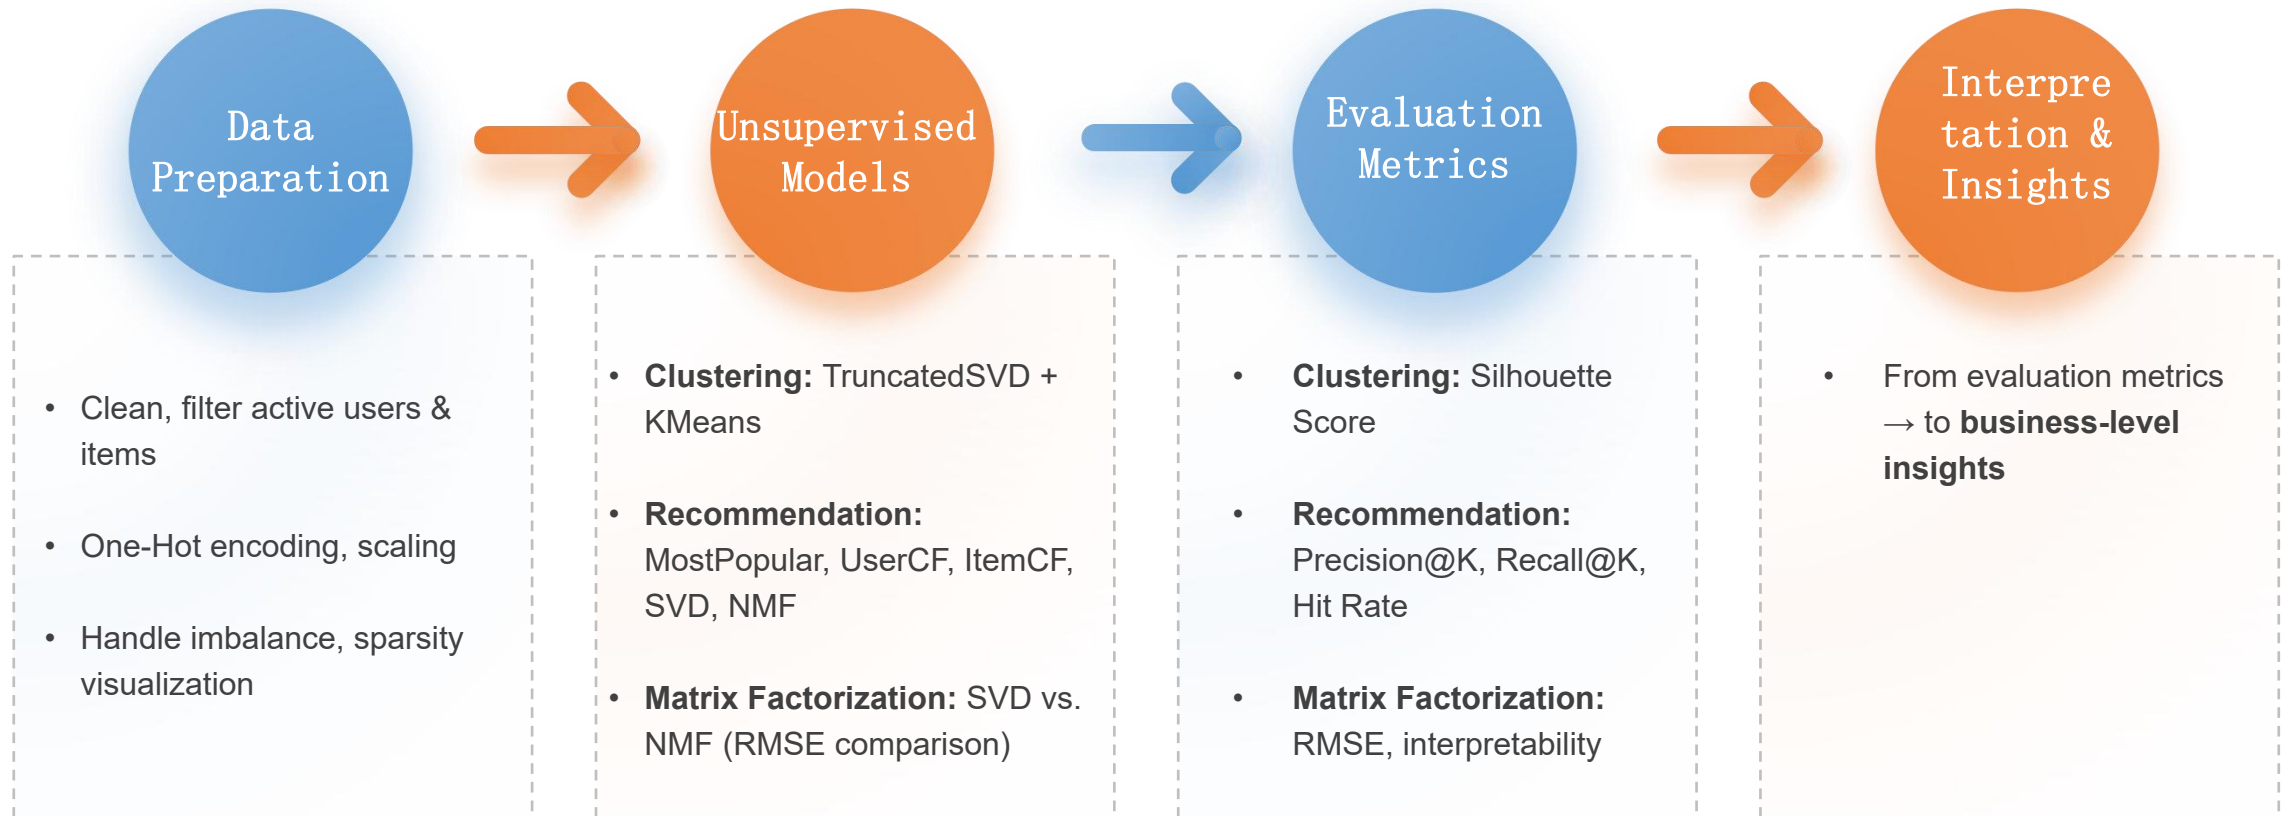 Data
Preparation
Unsupervised
Models
Evaluation
Metrics
Interpre
tation &
Insights
• Clean, filter active users &
items
• One-Hot encoding, scaling
• Handle imbalance, sparsity
visualization
• Clustering: TruncatedSVD +
KMeans
• Recommendation:
MostPopular, UserCF, ItemCF,
SVD, NMF
• Matrix Factorization: SVD vs.
NMF (RMSE comparison)
• Clustering: Silhouette
Score
• Recommendation:
Precision@K, Recall@K,
Hit Rate
• Matrix Factorization:
RMSE, interpretability
• From evaluation metrics
→ to business-level
insights